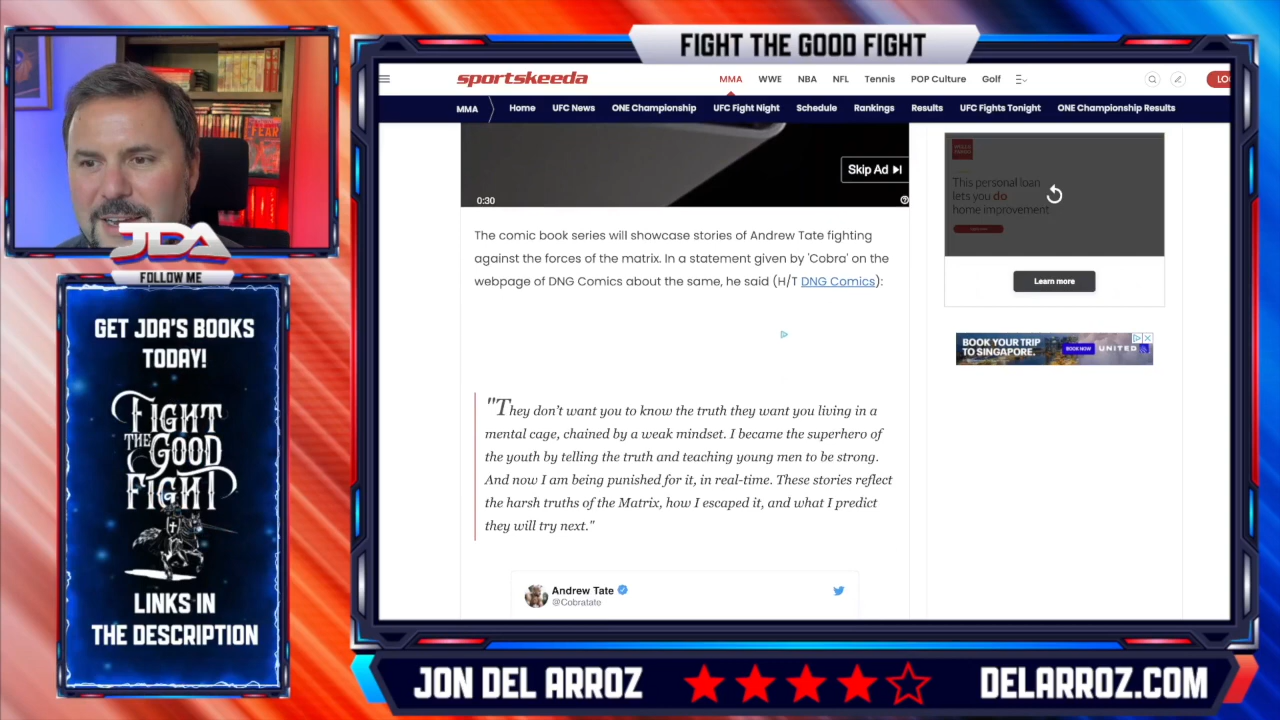 FIGHT THE GOOD FIGHT
sportskeeda
MMA WWE NBA NFL Tennis POP Culture Golf
LO
MMA Home UFC News ONE Championship UFC Fight Night Schedule Rankings Results UFC Fights Tonight ONE Championship Results
FEAR
Skip Ad
0:30
This personal loan
lets you do
home improvement
Learn more
The comic book series will showcase stories of Andrew Tate fighting
against the forces of the matrix. In a statement given by 'Cobra' on the
webpage of DNG Comics about the same, he said (H/T DNG Comics):
BOOK YOUR TRIP
TO SINGAPORE.
BOOK NOW
UNITED
"They don't want you to know the truth they want you living in a
mental cage, chained by a weak mindset. I became the superhero of
the youth by telling the truth and teaching young men to be strong.
And now I am being punished for it, in real-time. These stories reflect
the harsh truths of the Matrix, how I escaped it, and what I predict
they will try next."
Andrew Tate
@Cobratate
JDA
FOLLOW ME
GET JDA'S BOOKS
TODAY!
FIGHT
THE GOOD
FIGHT
LINKS IN
THE DESCRIPTION
JON DEL ARROZ
DELARROZ.COM